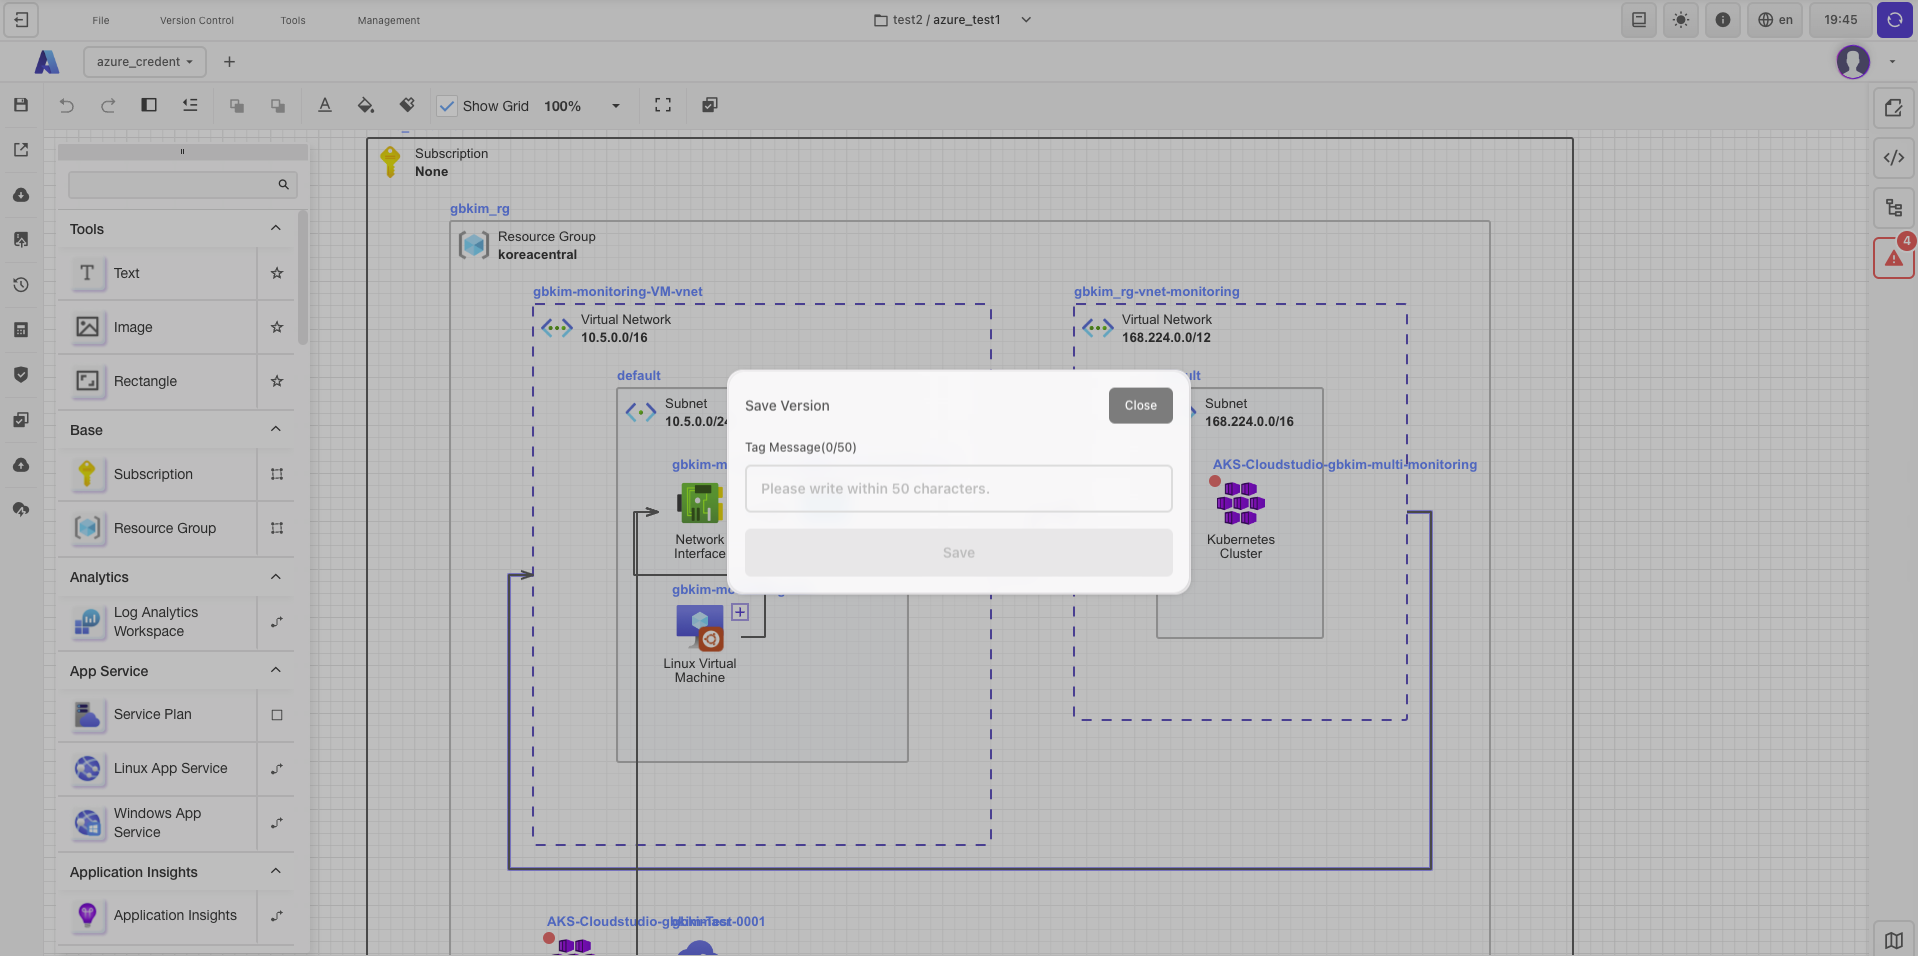 File
Version Control
Tools
Management
test2 / azure_test1
en
19:45
azure_credent
+
Show Grid
100%
4
Tools
Text
Image
Rectangle
Base
Subscription
Resource Group
Analytics
Log Analytics
Workspace
App Service
Service Plan
Linux App Service
Windows App
Service
Application Insights
Application Insights
Subscription
None
gbkim_rg
Resource Group
koreacentral
gbkim-monitoring-VM-vnet
Virtual Network
10.5.0.0/16
gbkim_rg-vnet-monitoring
Virtual Network
168.224.0.0/12
default
Subnet
10.5.0.0/24
ult
Subnet
168.224.0.0/16
gbkim-m
Network
Interface
AKS-Cloudstudio-gbkim-multi-monitoring
Kubernetes
Cluster
Save Version
Close
Tag Message(0/50)
Please write within 50 characters.
Save
Linux Virtual
Machine